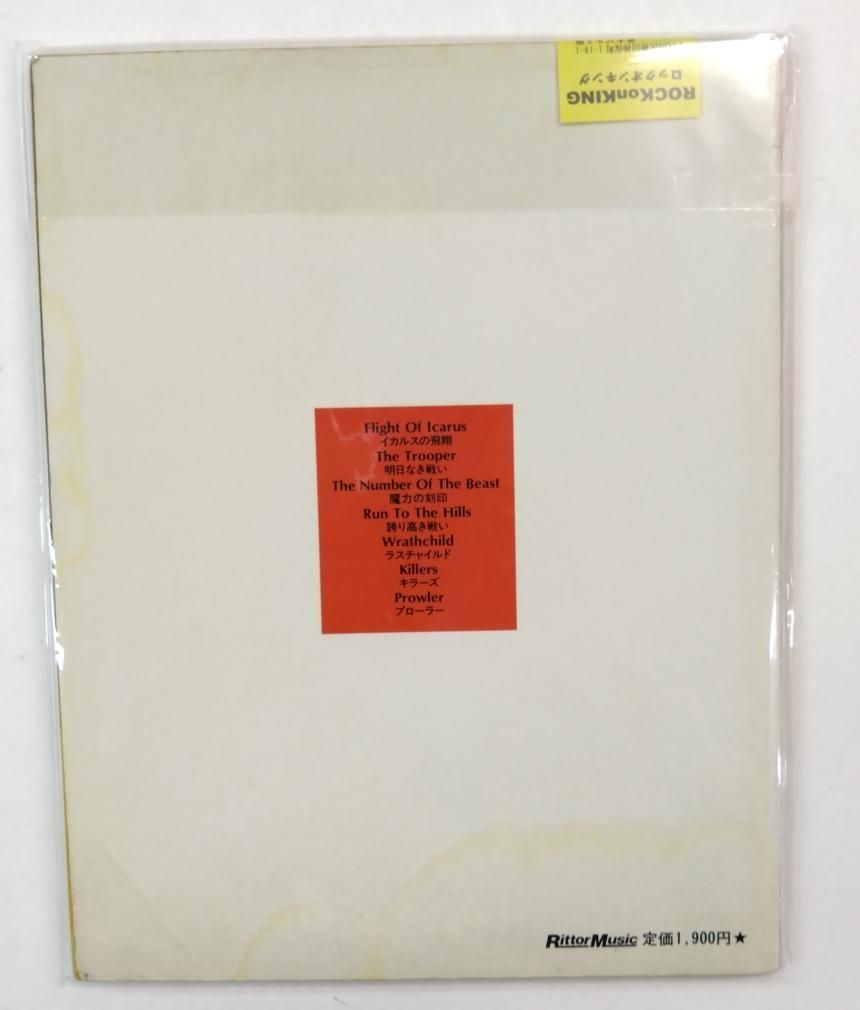 ROCKonKING
ロックオンキング
Flight Of Icarus
イカルスの飛翔
The Trooper
明日なき戦い
The Number Of The Beast
魔力の刻印
Run To The Hills
誇り高き戦い
Wrathchild
ラスチャイルド
Killers
キラーズ
Prowler
プローラー
RittorMusic 定価1,900円★